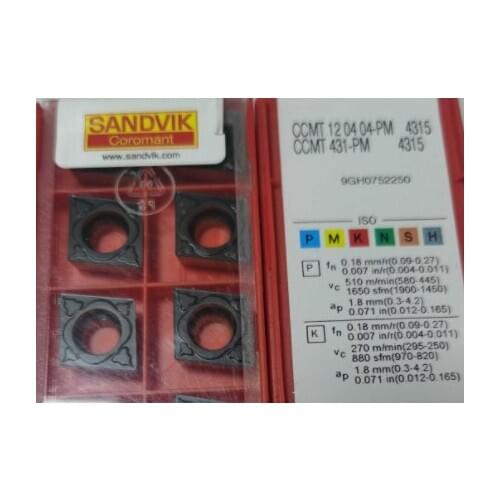 SANDVIK
Coromant
www.sandvik.com
CCMT 12 04 04-PM 4315
CCMT 431-PM 4315
9GH0752250
ISO
P M K N S H
P fn 0.18 mm/r(0.09-0.27)
0.007 in/r(0.004-0.011)
vc 510 m/min(580-445)
1650 sfm(1900-1450)
ap 1.8 mm(0.3-4.2)
0.071 in(0.012-0.165)
K fn 0.18 mm/r(0.09-0.27)
0.007 in/r(0.004-0.011)
vc 270 m/min(295-250)
880 sfm(970-820)
ap 1.8 mm(0.3-4.2)
0.071 in(0.012-0.165)